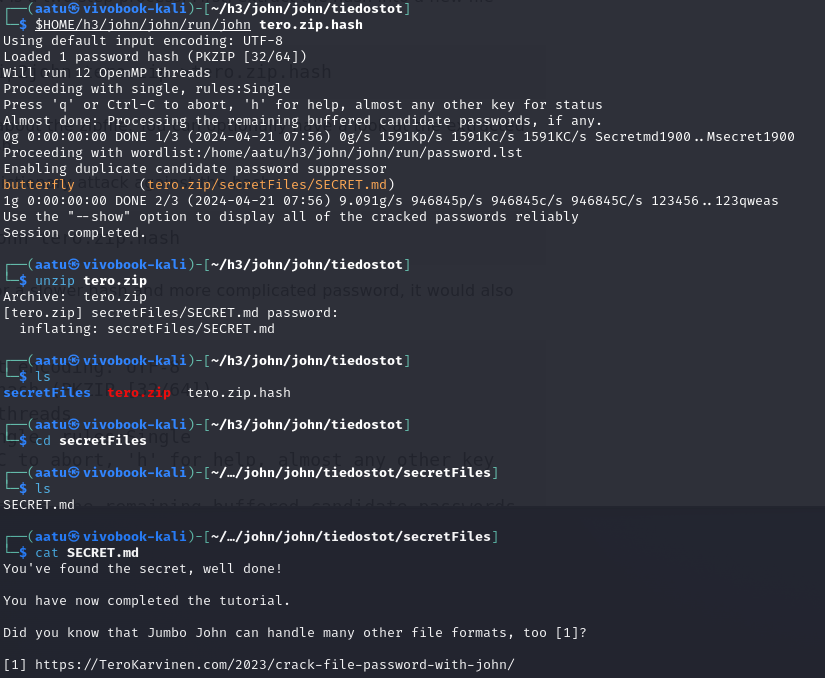 ┌──(aatu㉿vivobook-kali)-[~/h3/john/john/tiedostot]
└─$ $HOME/h3/john/john/run/john tero.zip.hash
Using default input encoding: UTF-8
Loaded 1 password hash (PKZIP [32/64])
Will run 12 OpenMP threads
Proceeding with single, rules:Single
Press 'q' or Ctrl-C to abort, 'h' for help, almost any other key for status
Almost done: Processing the remaining buffered candidate passwords, if any.
0g 0:00:00:00 DONE 1/3 (2024-04-21 07:56) 0g/s 1591Kp/s 1591Kc/s 1591KC/s Secretmd1900..Msecret1900
Proceeding with wordlist:/home/aatu/h3/john/john/run/password.lst
Enabling duplicate candidate password suppressor
butterfly        (tero.zip/secretFiles/SECRET.md)
1g 0:00:00:00 DONE 2/3 (2024-04-21 07:56) 9.091g/s 946845p/s 946845c/s 946845C/s 123456..123qweas
Use the "--show" option to display all of the cracked passwords reliably
Session completed.
┌──(aatu㉿vivobook-kali)-[~/h3/john/john/tiedostot]
└─$ unzip tero.zip
Archive:  tero.zip
[tero.zip] secretFiles/SECRET.md password:
  inflating: secretFiles/SECRET.md
┌──(aatu㉿vivobook-kali)-[~/h3/john/john/tiedostot]
└─$ ls
secretFiles  tero.zip  tero.zip.hash
┌──(aatu㉿vivobook-kali)-[~/h3/john/john/tiedostot]
└─$ cd secretFiles
┌──(aatu㉿vivobook-kali)-[~/…/john/john/tiedostot/secretFiles]
└─$ ls
SECRET.md
┌──(aatu㉿vivobook-kali)-[~/…/john/john/tiedostot/secretFiles]
└─$ cat SECRET.md
You've found the secret, well done!
You have now completed the tutorial.
Did you know that Jumbo John can handle many other file formats, too [1]?
[1] https://TeroKarvinen.com/2023/crack-file-password-with-john/